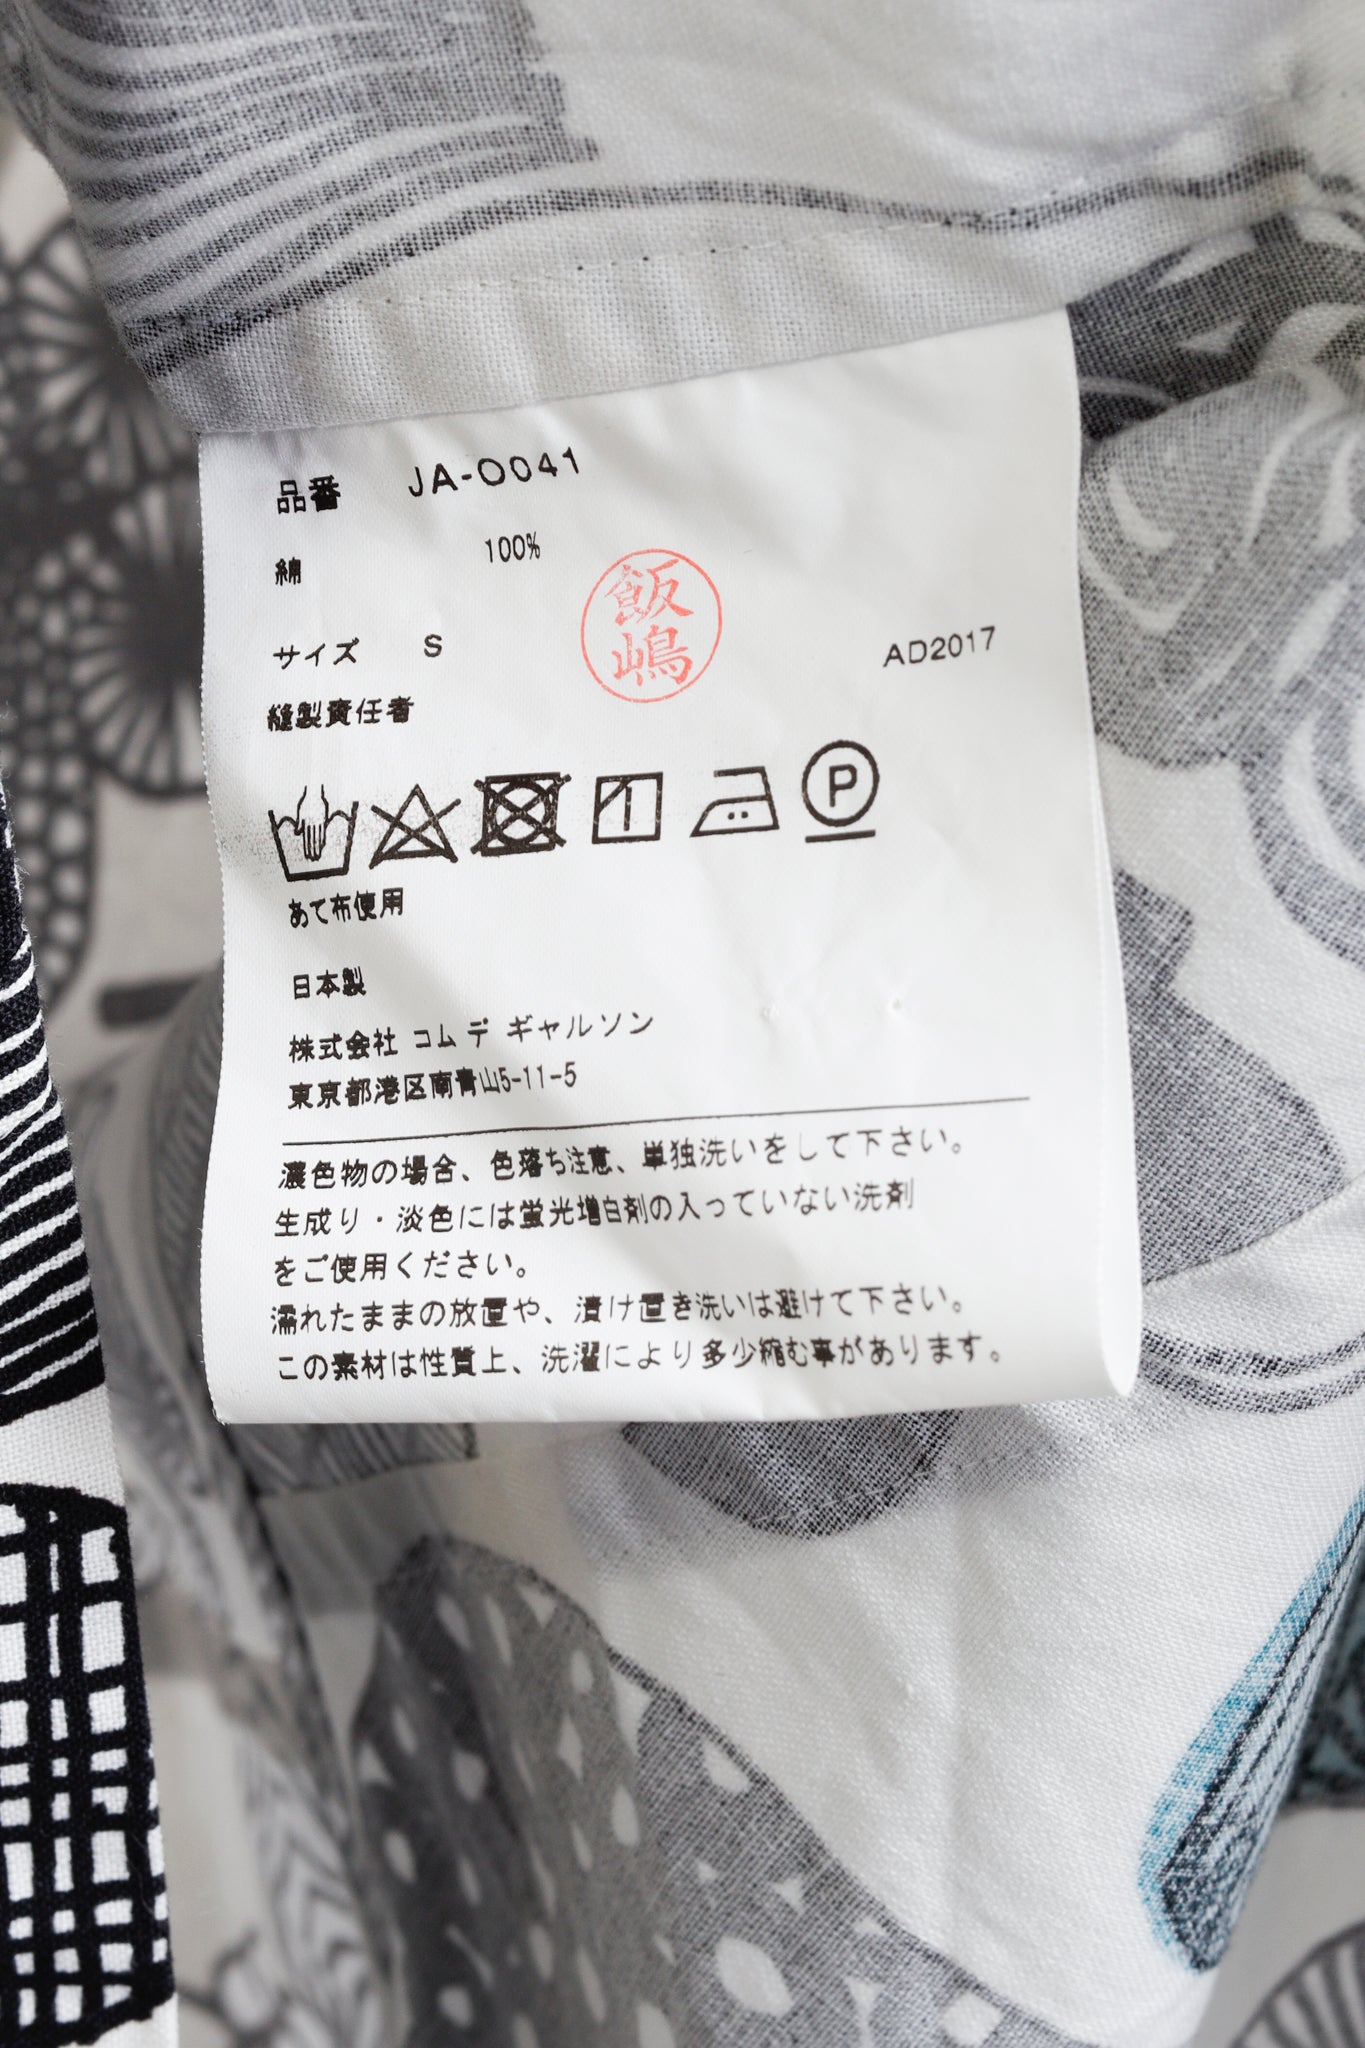 品番 JA-O041
綿 100%
サイズ S
飯嶋
AD2017
縫製責任者
P
あて布使用
日本製
株式会社 コム デ ギャルソン
東京都港区南青山5-11-5
濃色物の場合、色落ち注意、単独洗いをして下さい。
生成り・淡色には蛍光増白剤の入っていない洗剤
をご使用ください。
濡れたままの放置や、漬け置き洗いは避けて下さい。
この素材は性質上、洗濯により多少縮む事があります。